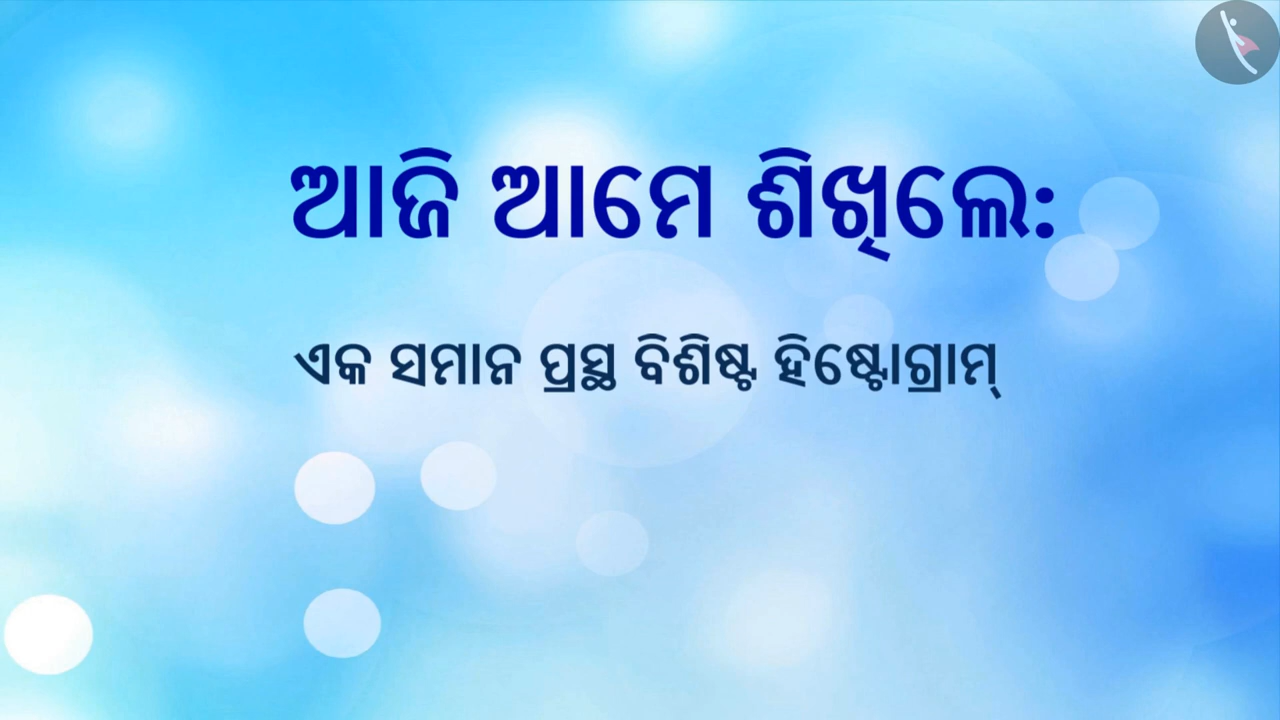 ଆଜି ଆମେ ଶିଖିଲେ:
ଏକ ସମାନ ପ୍ରସ୍ଥ ବିଶିଷ୍ଟ ହିଷ୍ଟୋଗ୍ରାମ୍